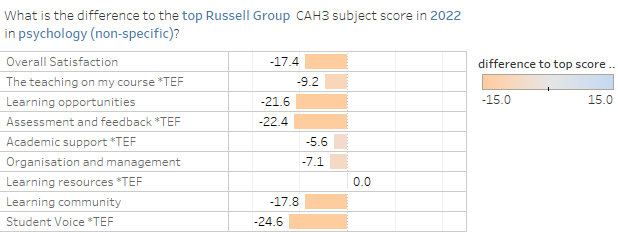 What is the difference to the top Russell Group CAH3 subject score in 2022
in psychology (non-specific)?
Overall Satisfaction -17.4
The teaching on my course *TEF -9.2
Learning opportunities -21.6
Assessment and feedback *TEF -22.4
Academic support *TEF -5.6
Organisation and management -7.1
Learning resources *TEF 0.0
Learning community -17.8
Student Voice *TEF -24.6
difference to top score ..
-15.0 15.0